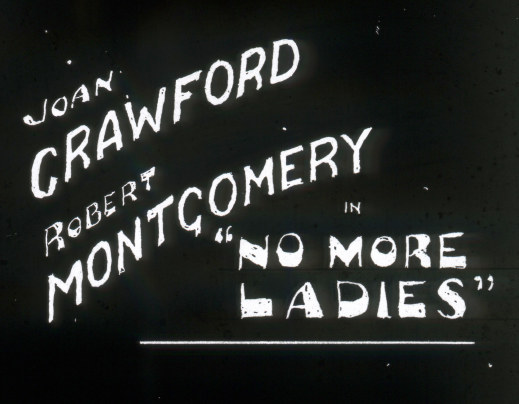 JOAN
CRAWFORD
ROBERT
MONTGOMERY
IN
"NO MORE
LADIES"